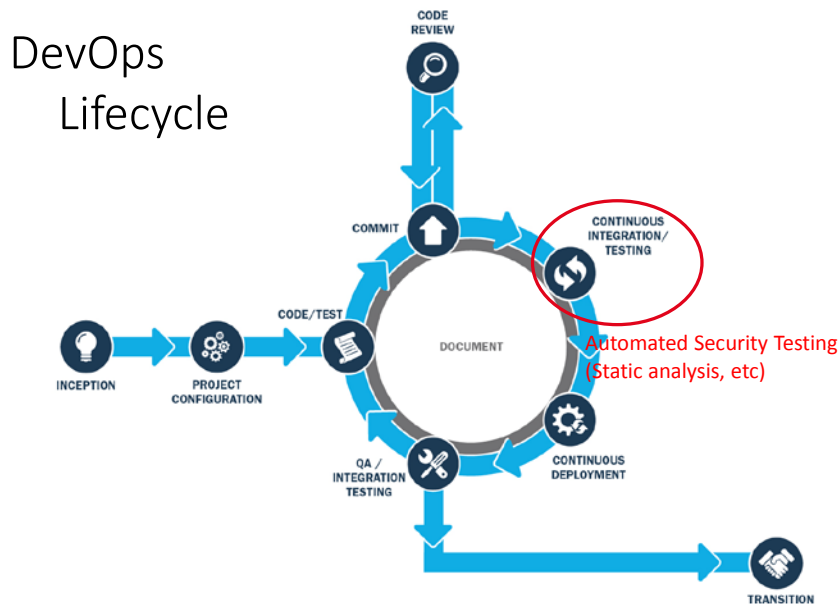 DevOps
Lifecycle
CODE
REVIEW
COMMIT
CONTINUOUS
INTEGRATION/
TESTING
CODE/TEST
DOCUMENT
Automated Security Testing
(Static analysis, etc)
INCEPTION
PROJECT
CONFIGURATION
QA /
INTEGRATION
TESTING
CONTINUOUS
DEPLOYMENT
TRANSITION